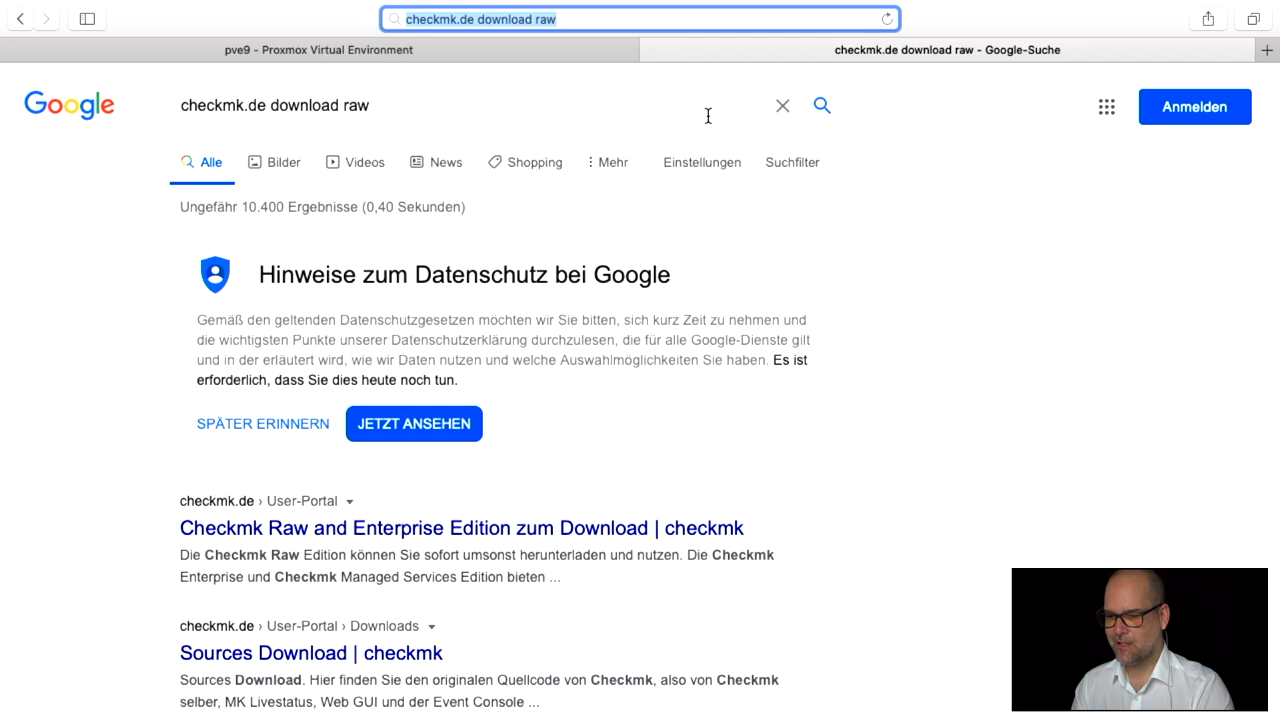 checkmk.de download raw
pve9 - Proxmox Virtual Environment
checkmk.de download raw - Google-Suche
Google
checkmk.de download raw
Anmelden
Alle
Bilder
Videos
News
Shopping
Mehr
Einstellungen
Suchfilter
Ungefähr 10.400 Ergebnisse (0,40 Sekunden)
Hinweise zum Datenschutz bei Google
Gemäß den geltenden Datenschutzgesetzen möchten wir Sie bitten, sich kurz Zeit zu nehmen und
die wichtigsten Punkte unserer Datenschutzerklärung durchzulesen, die für alle Google-Dienste gilt
und in der erläutert wird, wie wir Daten nutzen und welche Auswahlmöglichkeiten Sie haben. Es ist
erforderlich, dass Sie dies heute noch tun.
SPÄTER ERINNERN
JETZT ANSEHEN
checkmk.de › User-Portal
Checkmk Raw and Enterprise Edition zum Download | checkmk
Die Checkmk Raw Edition können Sie sofort umsonst herunterladen und nutzen. Die Checkmk
Enterprise und Checkmk Managed Services Edition bieten ...
checkmk.de › User-Portal › Downloads
Sources Download | checkmk
Sources Download. Hier finden Sie den originalen Quellcode von Checkmk, also von Checkmk
selber, MK Livestatus, Web GUI und der Event Console ...